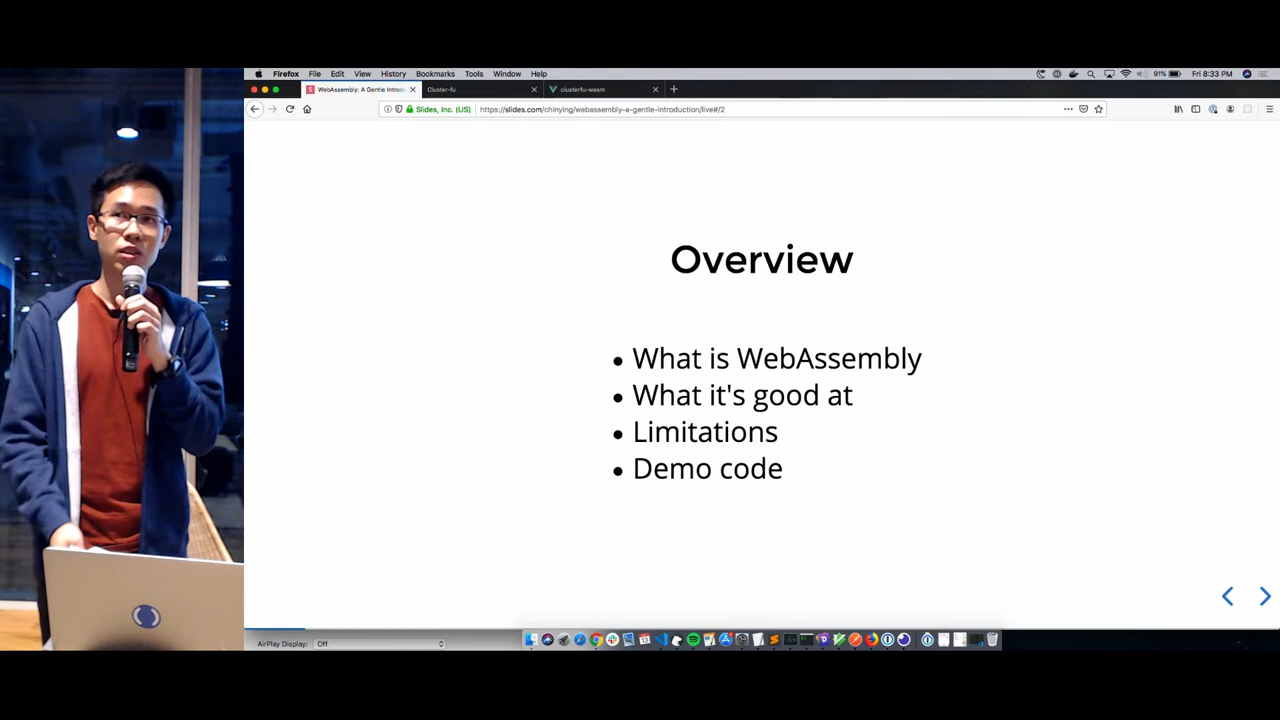 Firefox File Edit View History Bookmarks Tools Window Help
91% Fri 8:33 PM
WebAssembly: A Gentle Introdu
Cluster-fu
clusterfu-wasm
Slides, Inc. (US)
https://slides.com/chinying/webassembly-a-gentle-introduction/live#/2
Overview
What is WebAssembly
What it's good at
Limitations
Demo code
AirPlay Display: Off